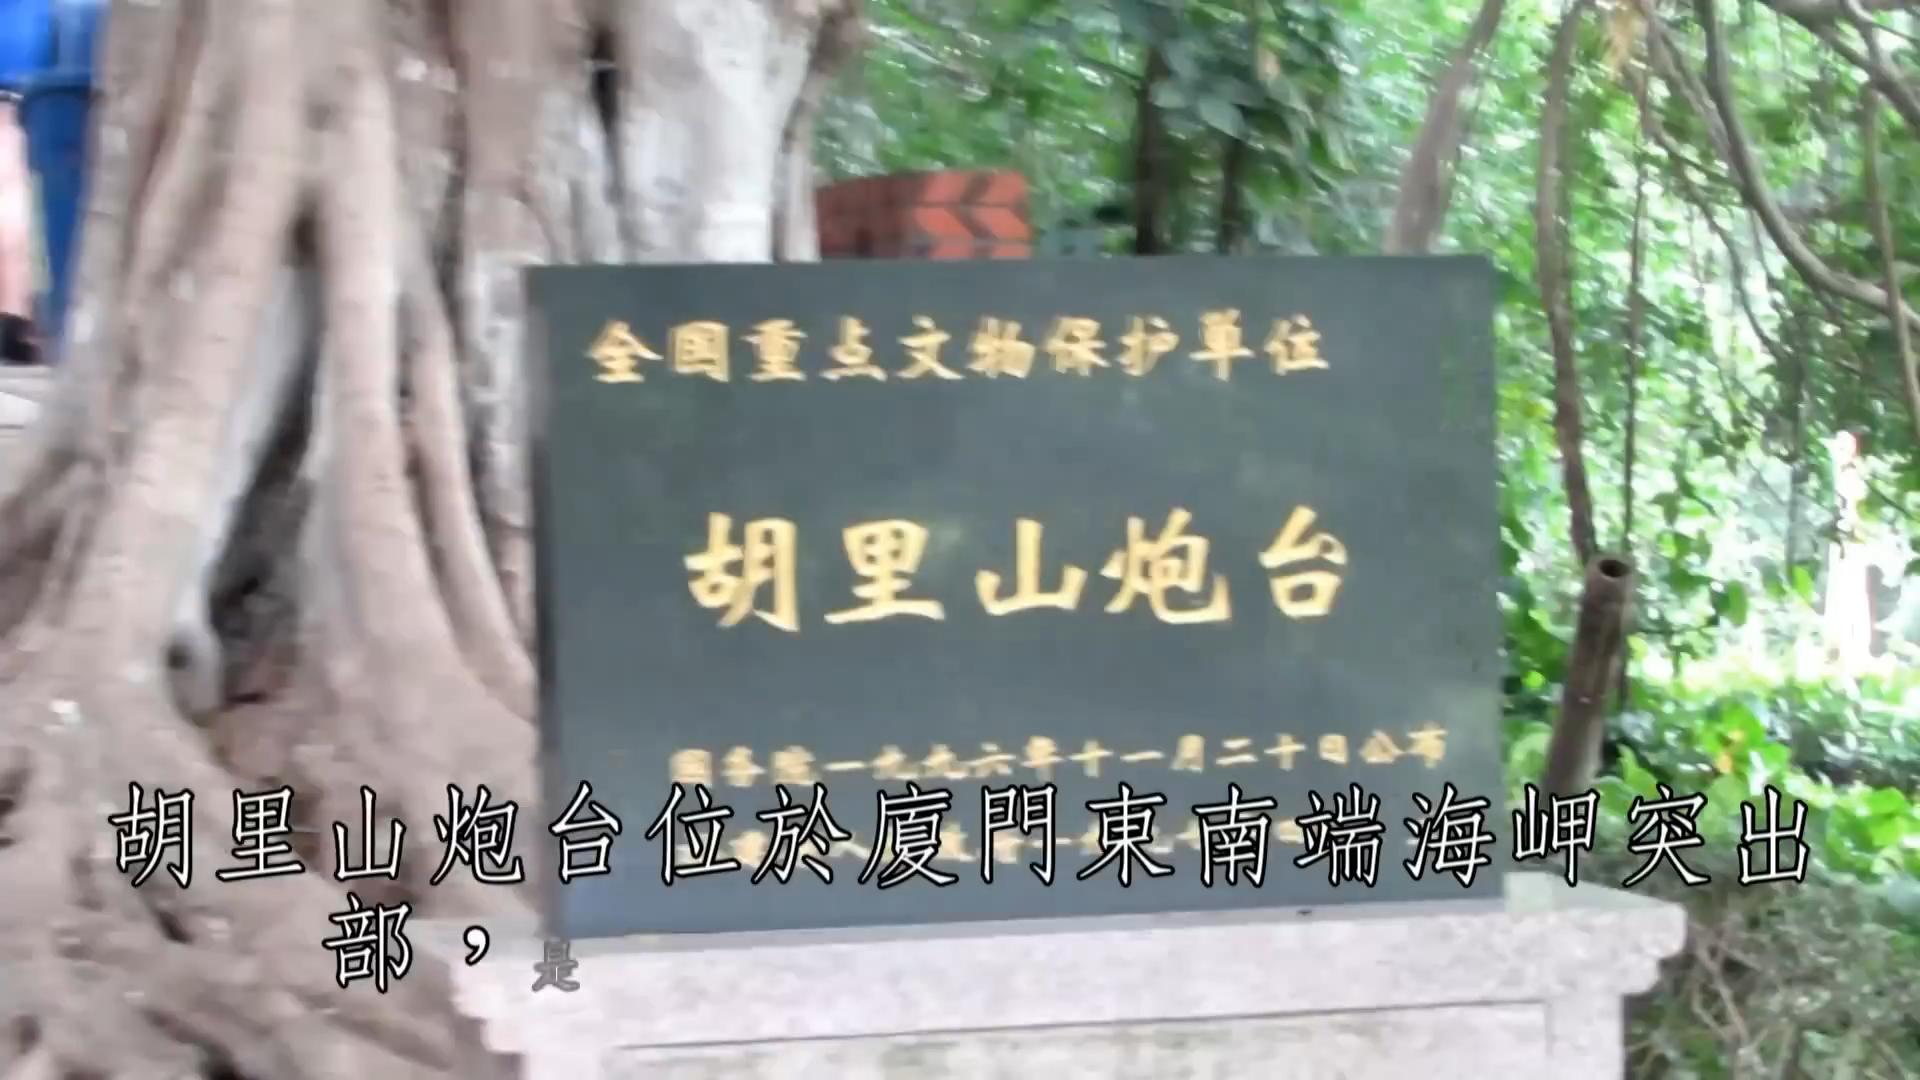 全国重点文物保护单位
胡里山炮台
国务院一九九六年十一月二十日公布
胡里山炮台位於廈門東南端海岬突出
部，是